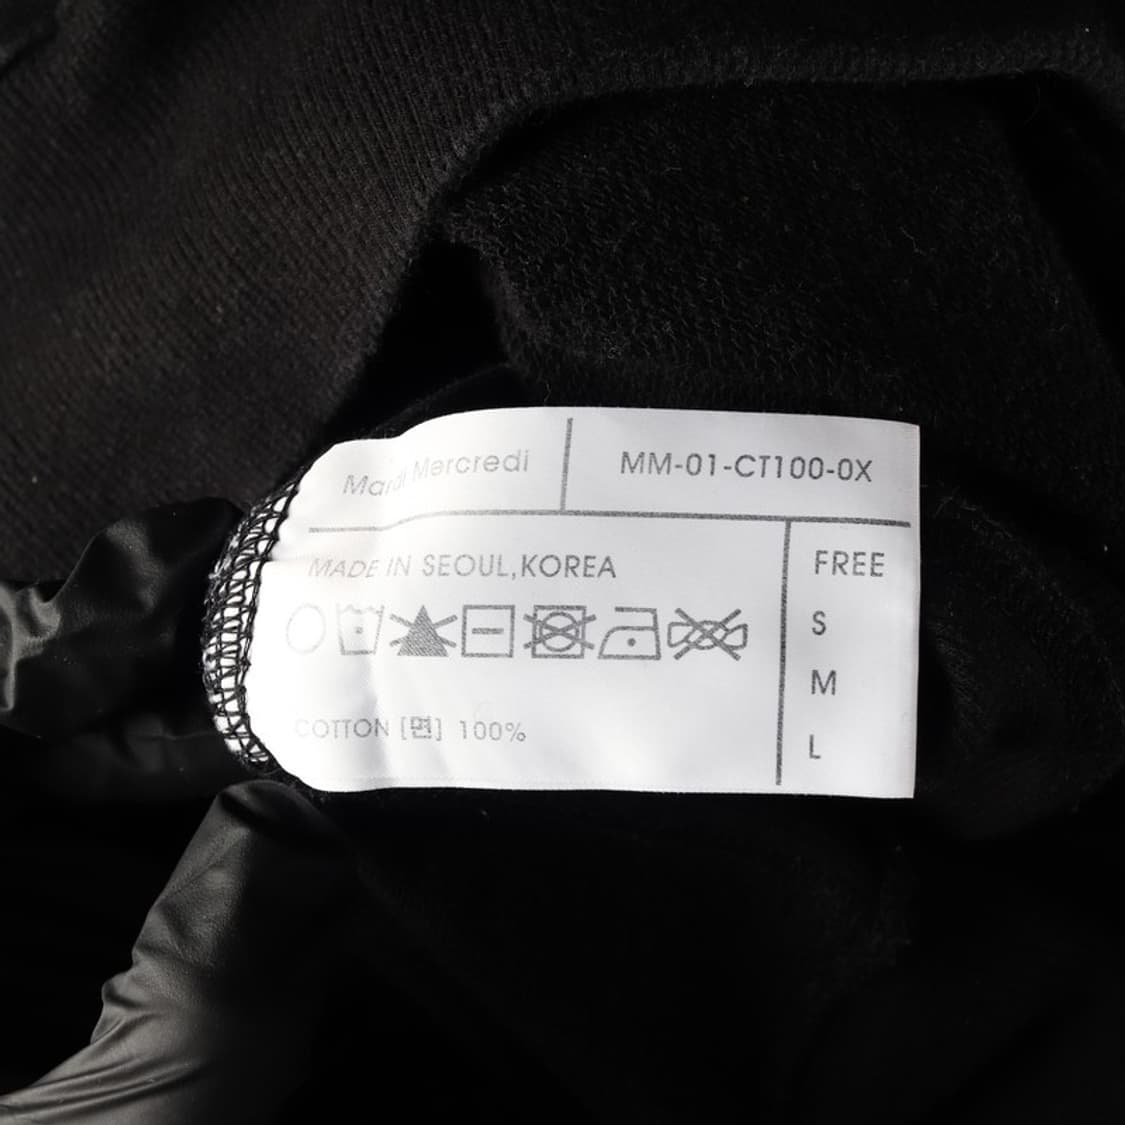 Mardi Mercredi
MM-01-CT100-0X
MADE IN SEOUL,KOREA
COTTON [면] 100%
FREE
S
M
L